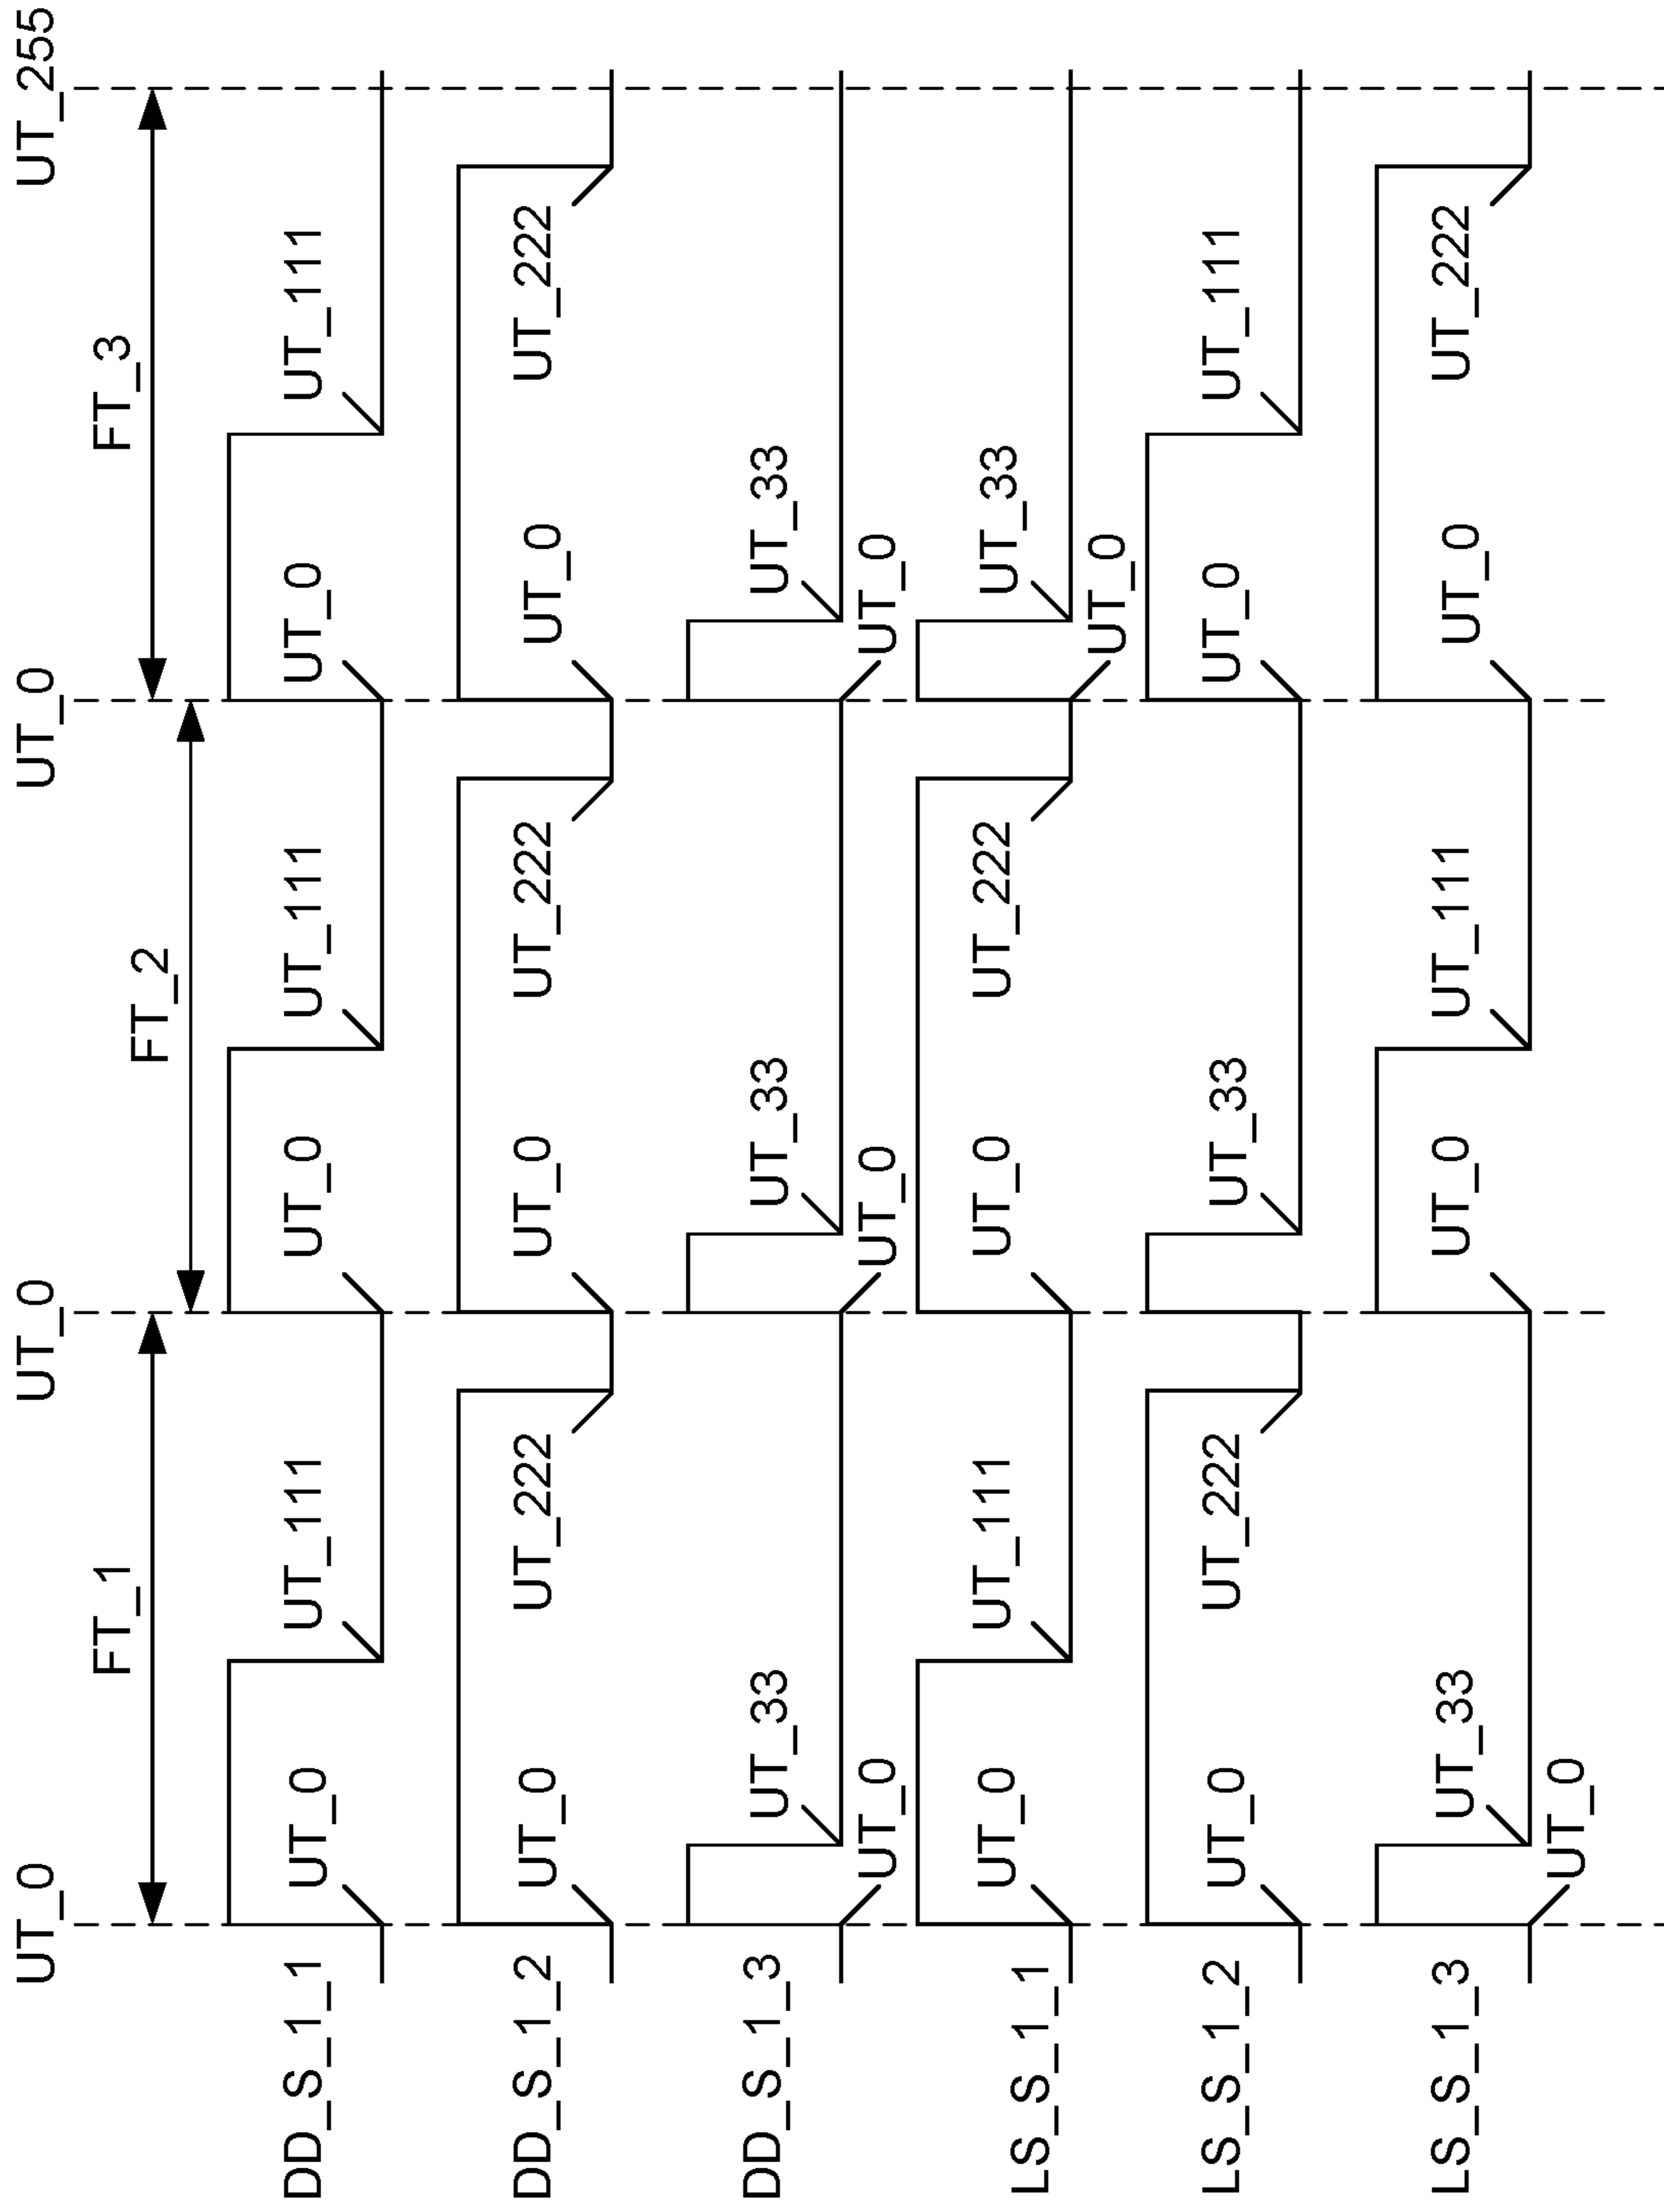 UT_0 UT_0 UT_0 UT_255
FT_1 FT_2 FT_3
DD_S_1_1 UT_0 UT_111 UT_0 UT_111 UT_0 UT_111
DD_S_1_2 UT_0 UT_222 UT_0 UT_222 UT_0 UT_222
DD_S_1_3 UT_33 UT_33 UT_33
UT_0 UT_0 UT_0
LS_S_1_1 UT_0 UT_111 UT_0 UT_222 UT_33
UT_0
LS_S_1_2 UT_0 UT_222 UT_33 UT_0 UT_111
LS_S_1_3 UT_33 UT_0 UT_111 UT_0 UT_222
UT_0